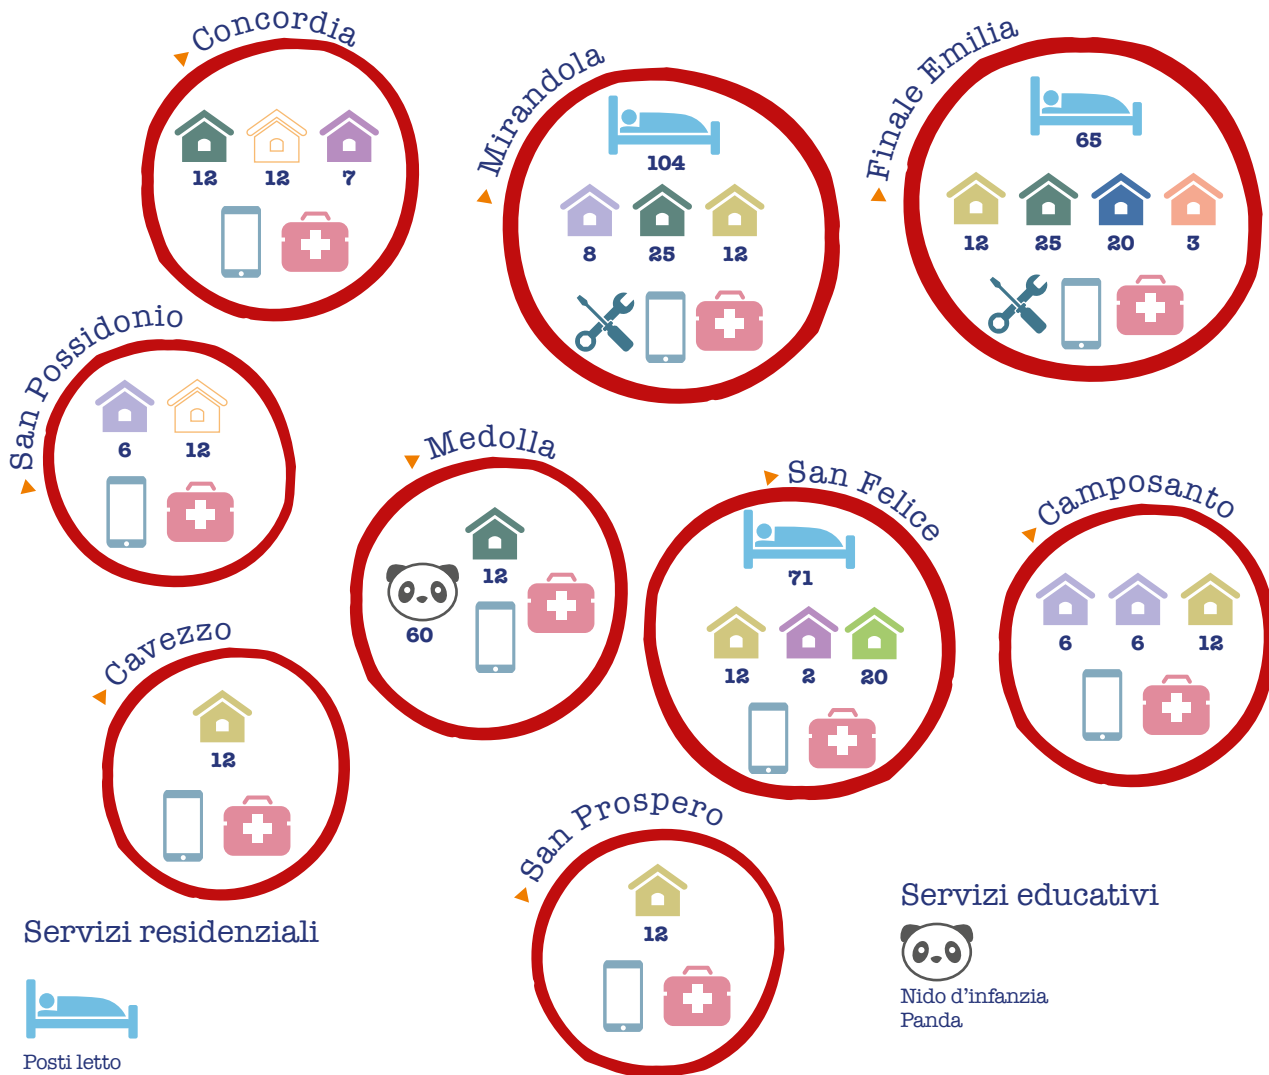 Concordia
12 12 7
Mirandola
104
8 25 12
Finale Emilia
65
12 25 20 3
San Possidonio
6 12
Medolla
12
60
San Felice
71
12 2 20
Camposanto
6 6 12
Cavezzo
12
San Prospero
12
Servizi residenziali
Posti letto
Servizi educativi
Nido d'infanzia
Panda